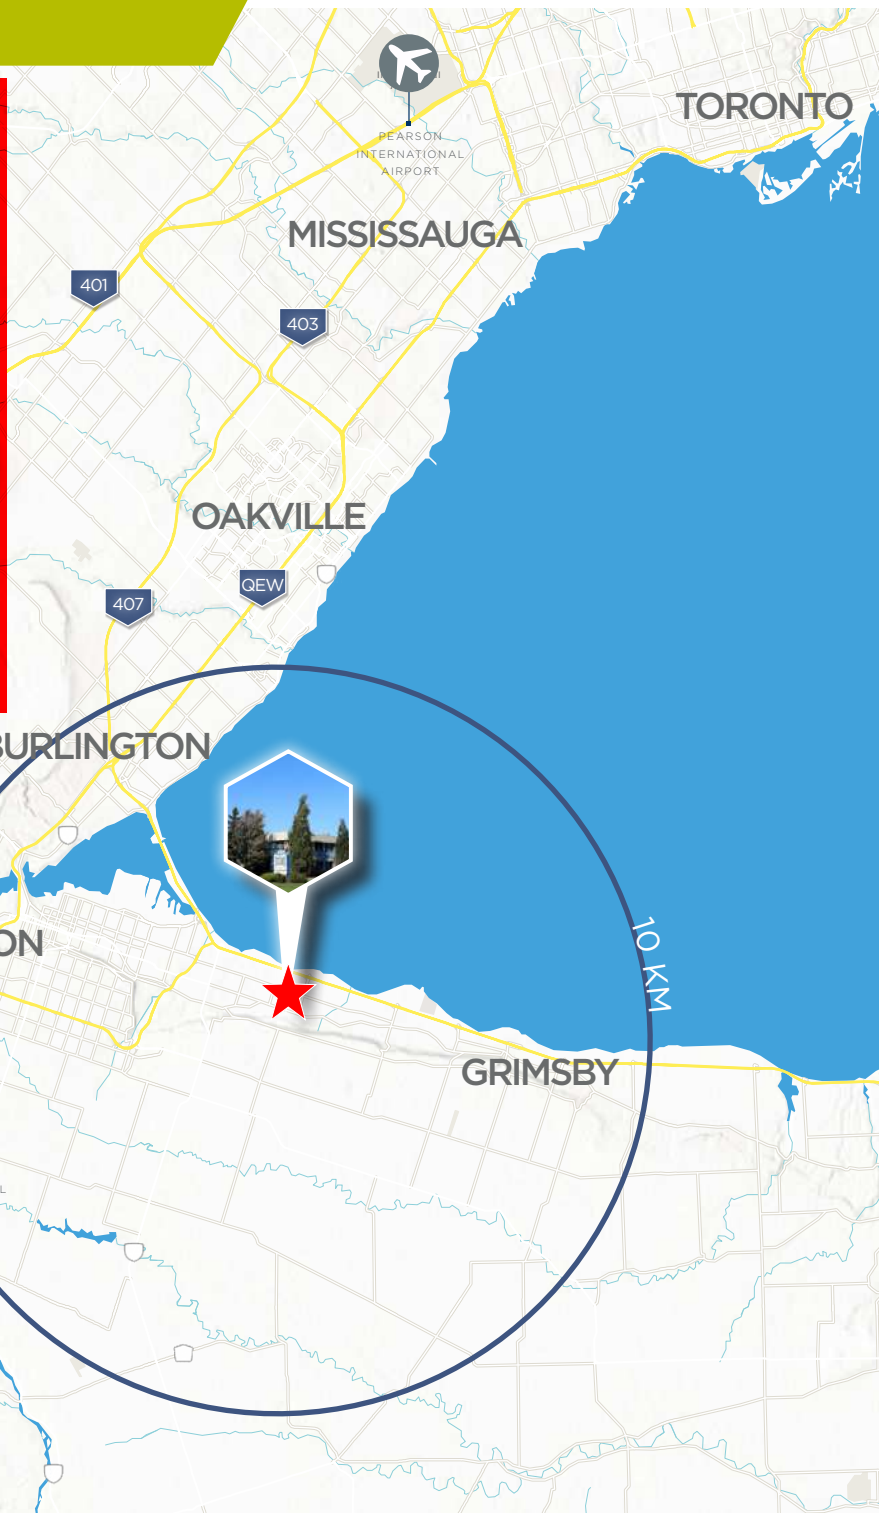 TORONTO
PEARSON
INTERNATIONAL
AIRPORT
MISSISSAUGA
401
403
OAKVILLE
QEW
407
BURLINGTON
10 KM
ON
GRIMSBY
L